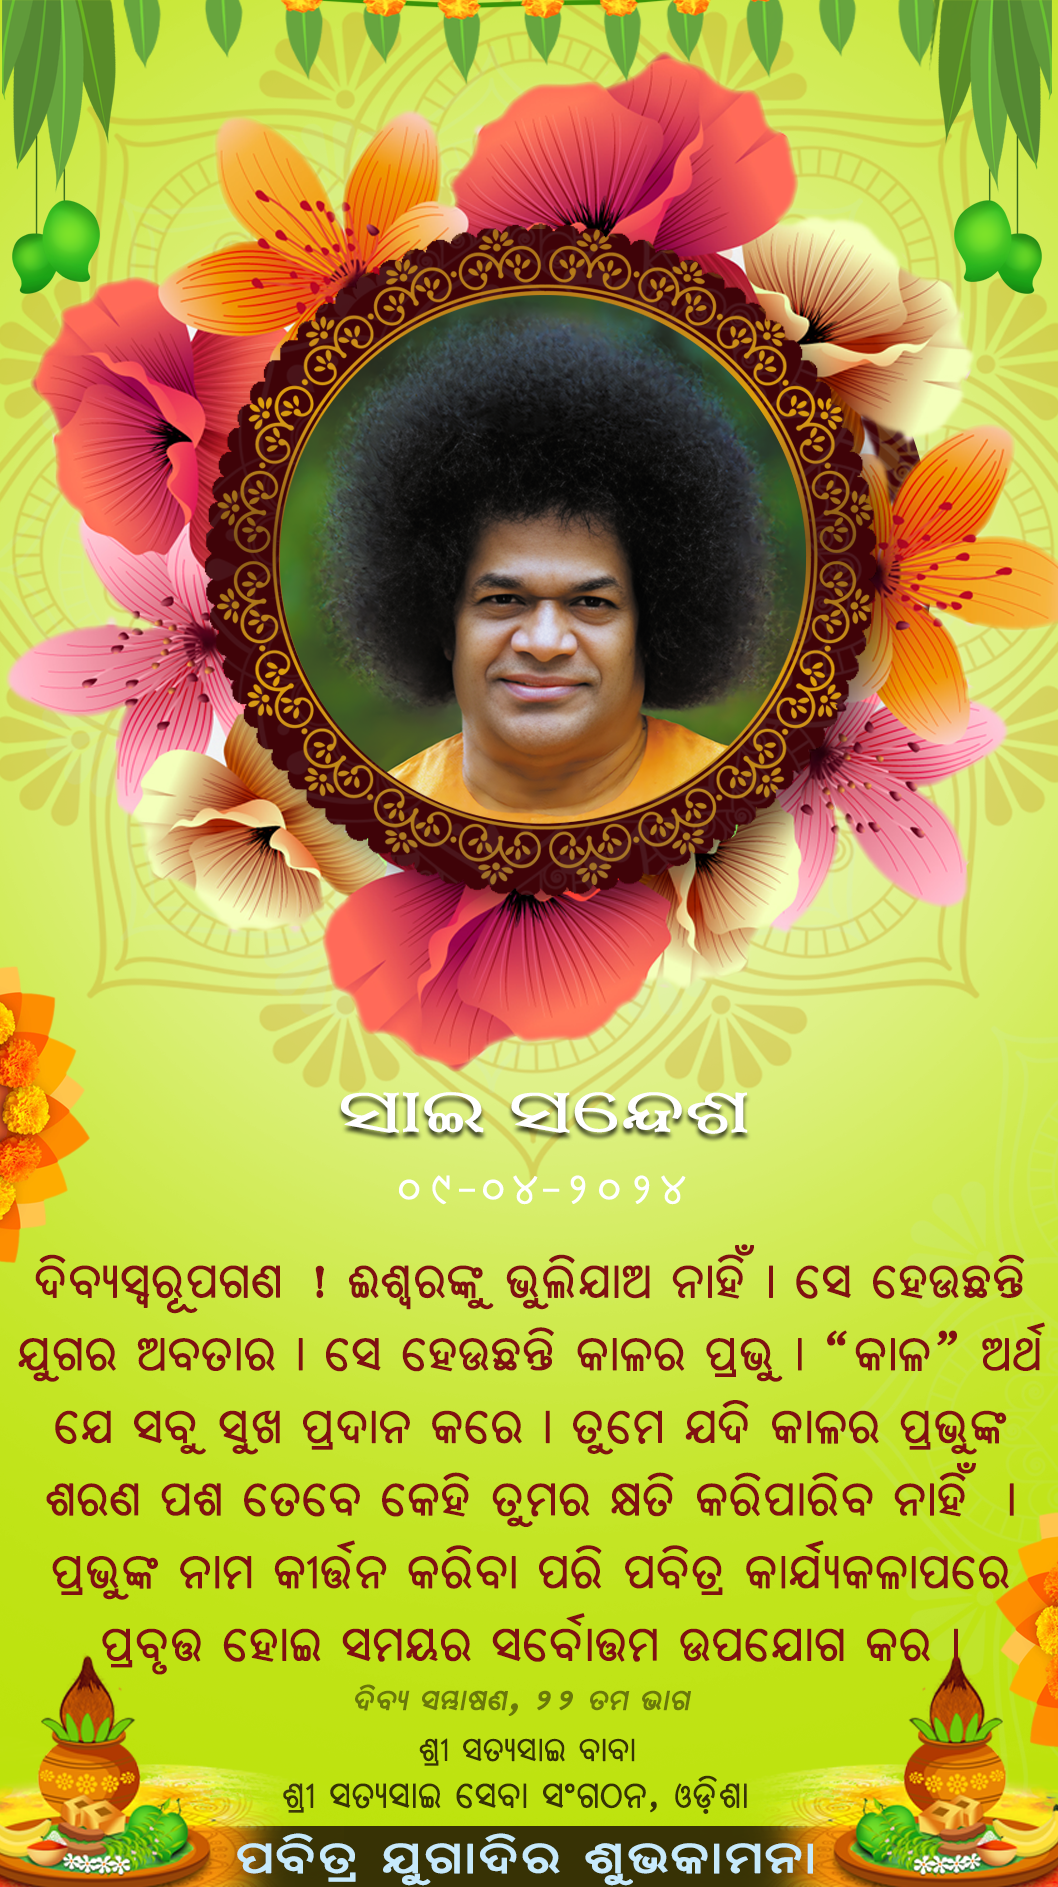 ସାଇ ସନ୍ଦେଶ
୦୯-୦୪-୨୦୨୪
ଦିବ୍ୟସ୍ୱରୂପଗଣ ! ଈଶ୍ୱରଙ୍କୁ ଭୁଲିଯାଅ ନାହିଁ । ସେ ହେଉଛନ୍ତି
ଯୁଗର ଅବତାର । ସେ ହେଉଛନ୍ତି କାଳର ପ୍ରଭୁ । “କାଳ” ଅର୍ଥ
ଯେ ସବୁ ସୁଖ ପ୍ରଦାନ କରେ । ତୁମେ ଯଦି କାଳର ପ୍ରଭୁଙ୍କ
ଶରଣ ପଶ ତେବେ କେହି ତୁମର କ୍ଷତି କରିପାରିବ ନାହିଁ ।
ପ୍ରଭୁଙ୍କ ନାମ କୀର୍ତ୍ତନ କରିବା ପରି ପବିତ୍ର କାର୍ଯ୍ୟକଳାପରେ
ପ୍ରବୃତ୍ତ ହୋଇ ସମୟର ସର୍ବୋତ୍ତମ ଉପଯୋଗ କର ।
ଦିବ୍ୟ ସମ୍ଭାଷଣ, ୨୨ ତମ ଭାଗ
ଶ୍ରୀ ସତ୍ୟସାଇ ବାବା
ଶ୍ରୀ ସତ୍ୟସାଇ ସେବା ସଂଗଠନ, ଓଡ଼ିଶା
ପବିତ୍ର ଯୁଗାଦିର ଶୁଭକାମନା